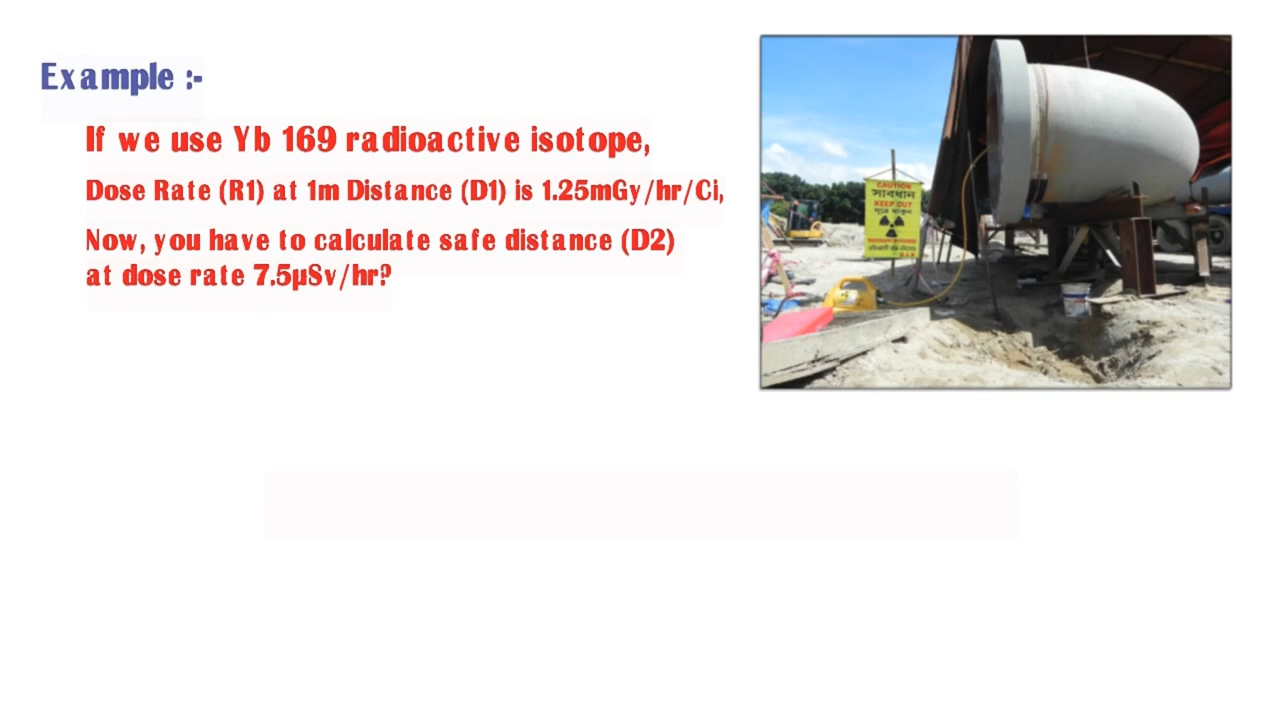 Example :-
If we use Yb 169 radioactive isotope,
Dose Rate (R1) at 1m Distance (D1) is 1.25mGy/hr/Ci,
Now, you have to calculate safe distance (D2)
at dose rate 7.5µSv/hr?
CAUTION
সাবধান
KEEP OUT
দূরে থাকুন